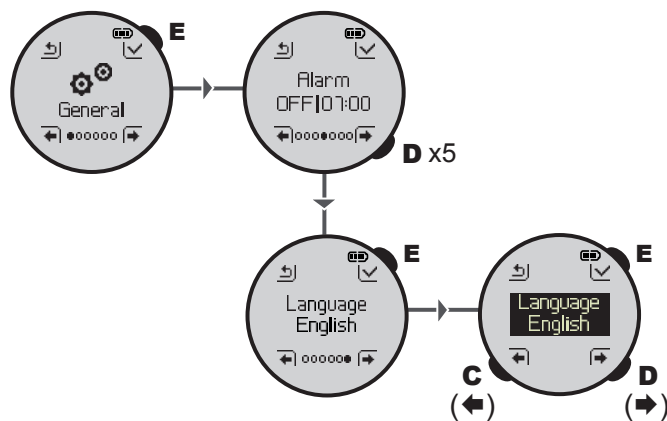 E
General
Alarm
OFF|07:00
D x5
E
Language
English
E
Language
English
C
(←)
D
(→)